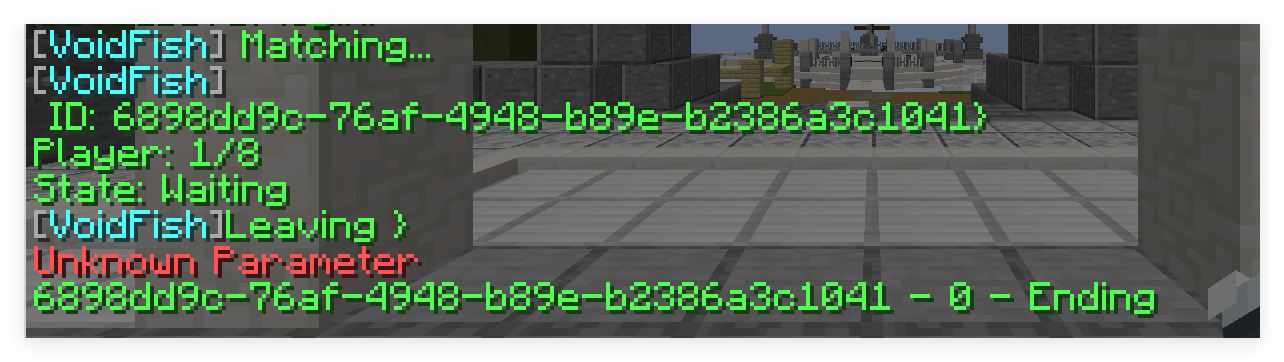 [VoidFish] Matching...
[VoidFish]
ID: 6898dd9c-76af-4948-b89e-b2386a3c1041}
Player: 1/8
State: Waiting
[VoidFish]Leaving }
Unknown Parameter
6898dd9c-76af-4948-b89e-b2386a3c1041 - 0 - Ending